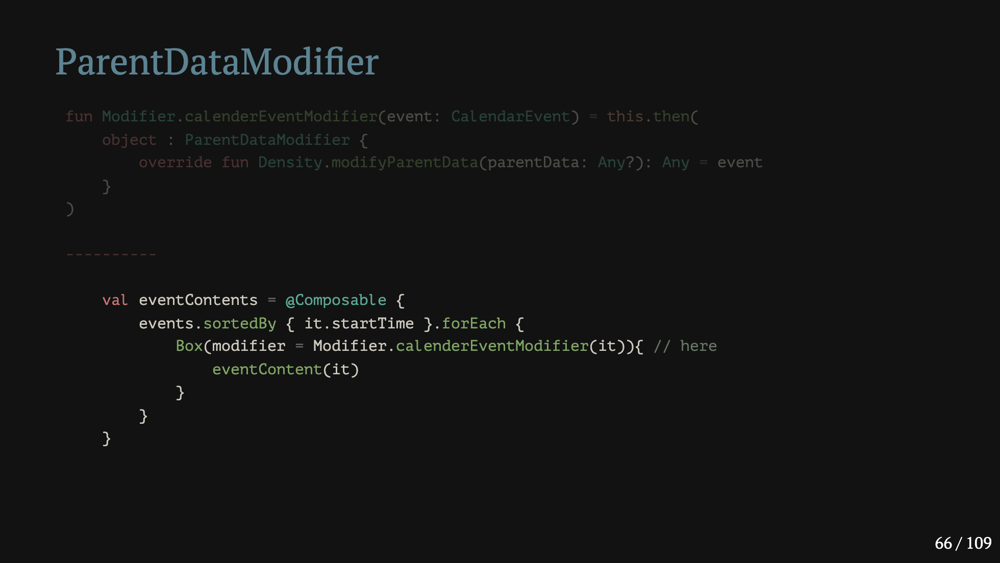 ParentDataModifier
fun Modifier.calenderEventModifier(event: CalendarEvent) = this.then(
    object : ParentDataModifier {
        override fun Density.modifyParentData(parentData: Any?): Any = event
    }
)
----------
    val eventContents = @Composable {
        events.sortedBy { it.startTime }.forEach {
            Box(modifier = Modifier.calenderEventModifier(it)){ // here
                eventContent(it)
            }
        }
    }
66 / 109